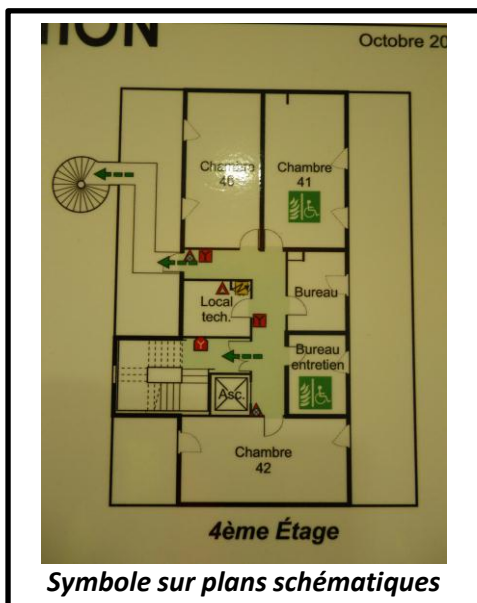 Octobre 20
Chambre
46
Chambre
41
Local
tech.
Bureau
Bureau
entretien
Asc.
Chambre
42
4ème Étage
Symbole sur plans schématiques